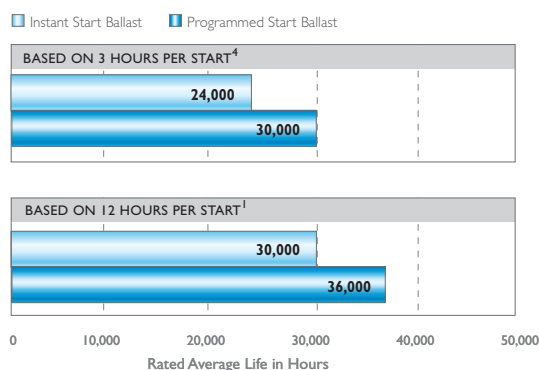 Instant Start Ballast Programmed Start Ballast
BASED ON 3 HOURS PER START4
24,000
30,000
BASED ON 12 HOURS PER START1
30,000
36,000
0 10,000 20,000 30,000 40,000 50,000
Rated Average Life in Hours